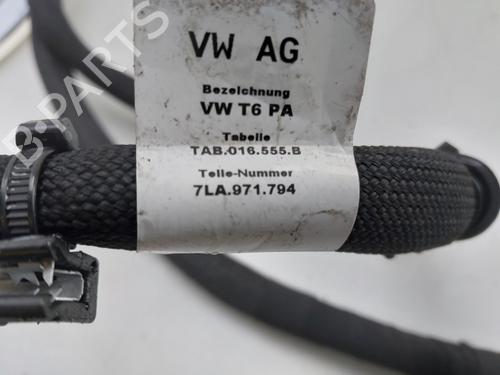 VW AG
Bezeichnung
VW T6 PA
Tabelle
TAB.016.555.B
Teile-Nummer
7LA.971.794
B-PARTS